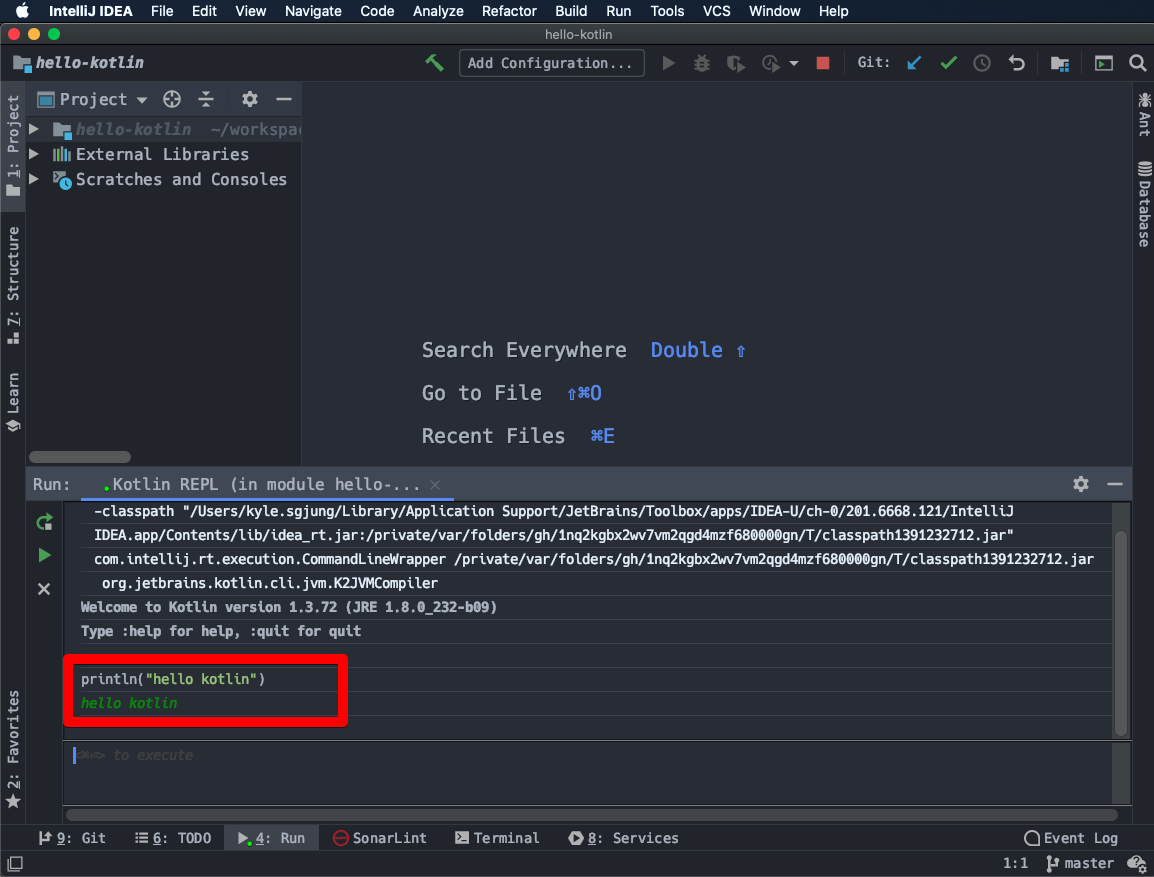 IntelliJ IDEA File Edit View Navigate Code Analyze Refactor Build Run Tools VCS Window Help
hello-kotlin
hello-kotlin Add Configuration... Git:
Project
hello-kotlin ~/workspa
External Libraries
Scratches and Consoles
1: Project
7: Structure
Learn
2: Favorites
Ant
Database
Search Everywhere Double ⇧
Go to File ⇧⌘O
Recent Files ⌘E
Run: Kotlin REPL (in module hello-... ×
-classpath "/Users/kyle.sgjung/Library/Application Support/JetBrains/Toolbox/apps/IDEA-U/ch-0/201.6668.121/IntelliJ
IDEA.app/Contents/lib/idea_rt.jar:/private/var/folders/gh/1nq2kgbx2wv7vm2qgd4mzf680000gn/T/classpath1391232712.jar"
com.intellij.rt.execution.CommandLineWrapper /private/var/folders/gh/1nq2kgbx2wv7vm2qgd4mzf680000gn/T/classpath1391232712.jar
org.jetbrains.kotlin.cli.jvm.K2JVMCompiler
Welcome to Kotlin version 1.3.72 (JRE 1.8.0_232-b09)
Type :help for help, :quit for quit
println("hello kotlin")
hello kotlin
<⌘⏎> to execute
9: Git 6: TODO 4: Run SonarLint Terminal 8: Services Event Log
1:1 master